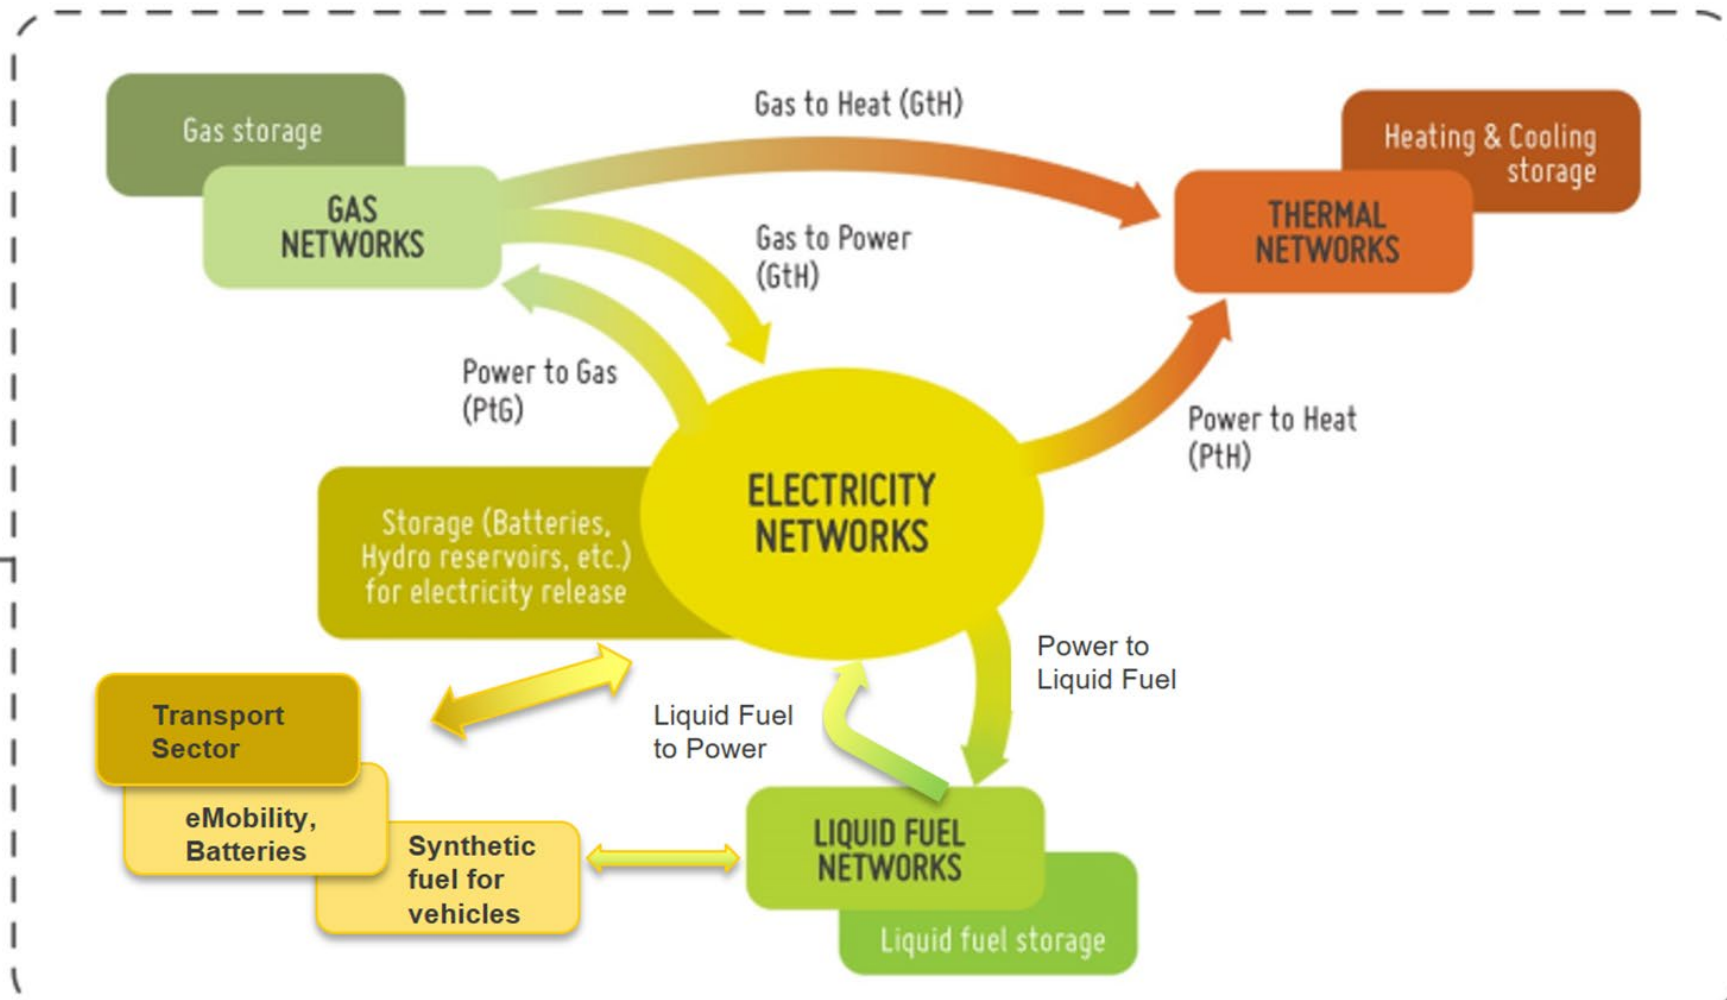 Gas to Heat (GtH)
Gas storage
Heating & Cooling
storage
GAS
NETWORKS
THERMAL
NETWORKS
Gas to Power
(GtH)
Power to Gas
(PtG)
Power to Heat
(PtH)
ELECTRICITY
NETWORKS
Storage (Batteries,
Hydro reservoirs, etc.)
for electricity release
Power to
Liquid Fuel
Transport
Sector
Liquid Fuel
to Power
eMobility,
Batteries
Synthetic
fuel for
vehicles
LIQUID FUEL
NETWORKS
Liquid fuel storage